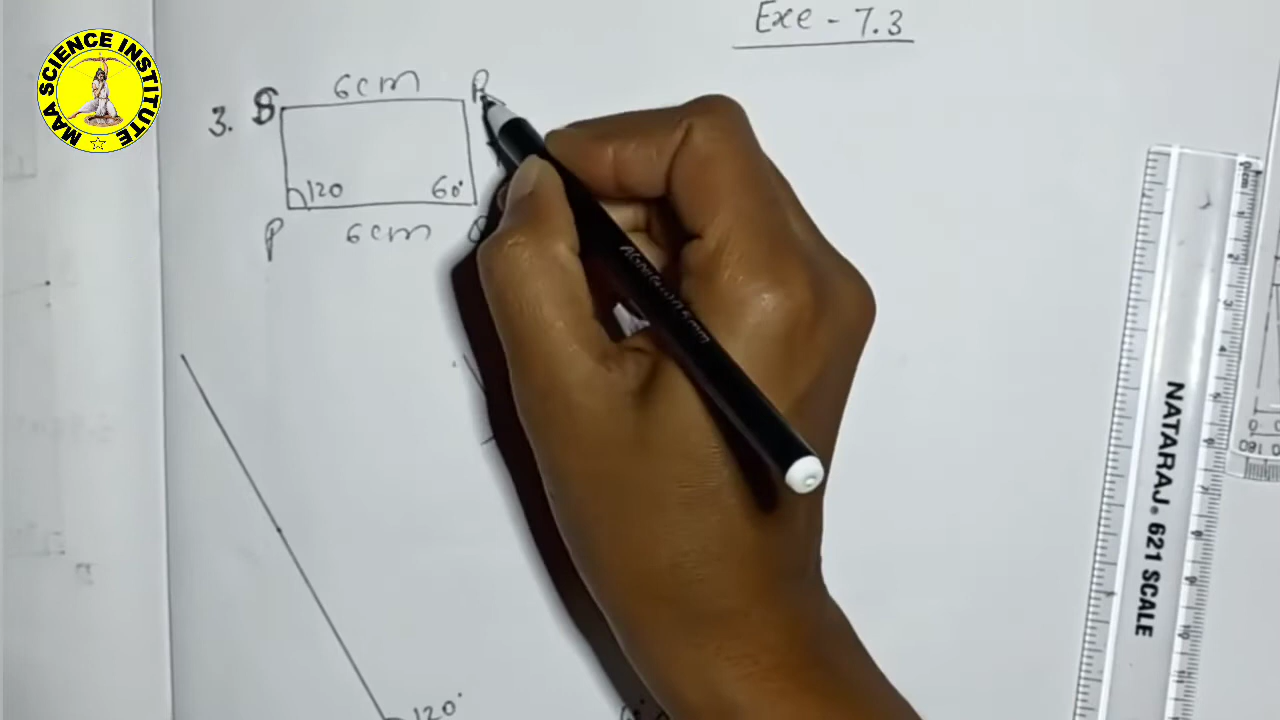 MAA SCIENCE INSTITUTE
Exe - 7.3
3. S 6cm R
120 60°
P 6cm Q
120°
NATARAJ® 621 SCALE